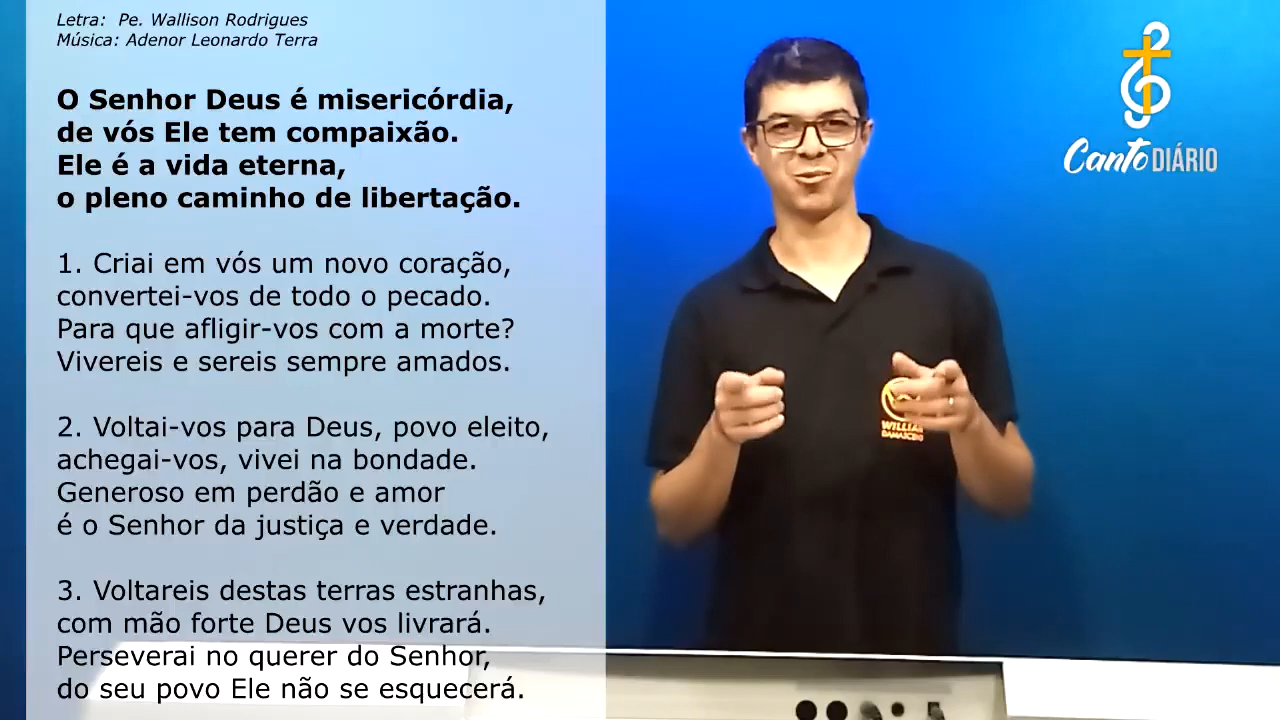 Letra:  Pe. Wallison Rodrigues
Música: Adenor Leonardo Terra
O Senhor Deus é misericórdia,
de vós Ele tem compaixão.
Ele é a vida eterna,
o pleno caminho de libertação.
1. Criai em vós um novo coração,
convertei-vos de todo o pecado.
Para que afligir-vos com a morte?
Vivereis e sereis sempre amados.
2. Voltai-vos para Deus, povo eleito,
achegai-vos, vivei na bondade.
Generoso em perdão e amor
é o Senhor da justiça e verdade.
3. Voltareis destas terras estranhas,
com mão forte Deus vos livrará.
Perseverai no querer do Senhor,
do seu povo Ele não se esquecerá.
Canto DIÁRIO